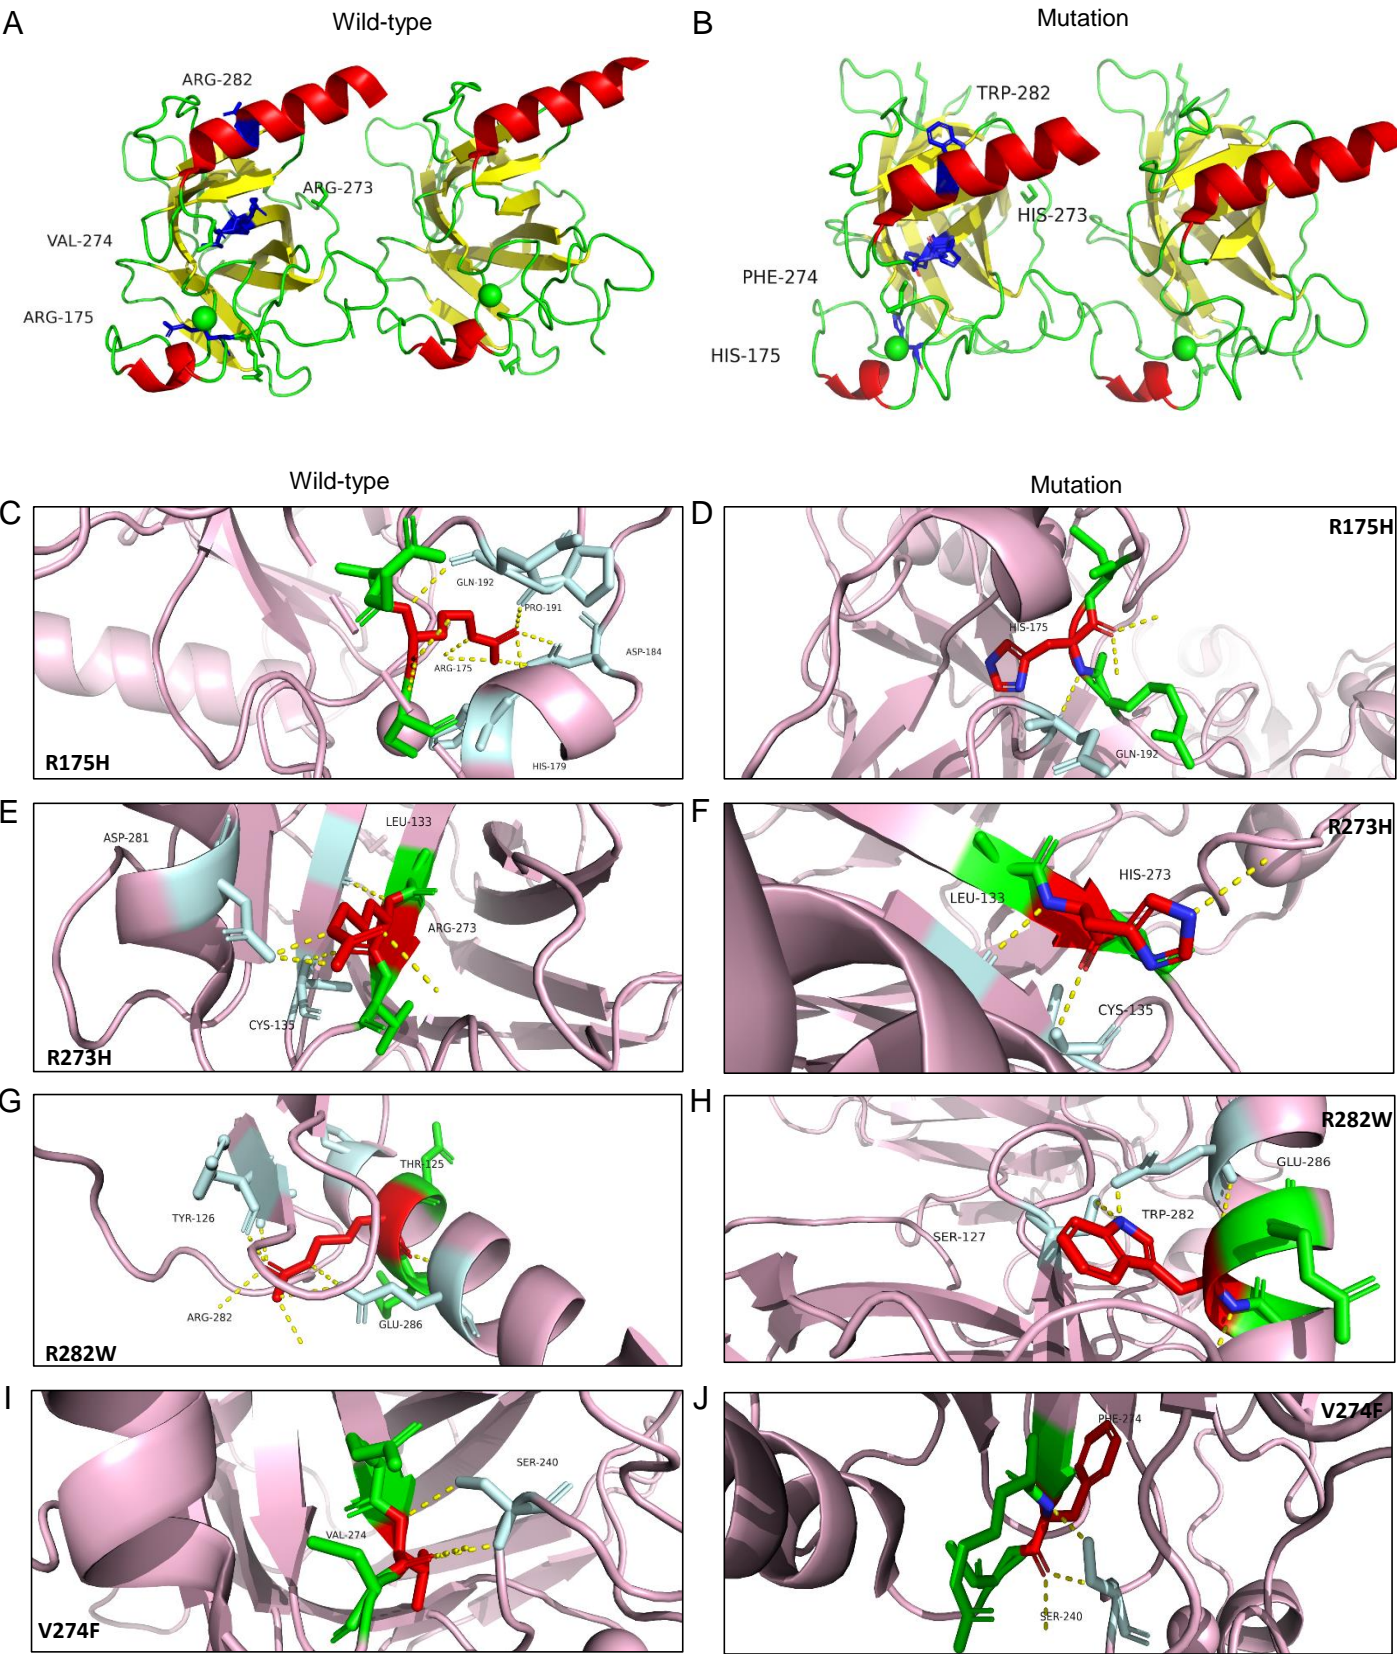 A
Wild-type
B
Mutation
ARG-282
ARG-273
VAL-274
ARG-175
TRP-282
HIS-273
PHE-274
HIS-175
Wild-type
Mutation
C
GLN-192
PRO-191
ARG-175
ASP-184
HIS-179
R175H
D
R175H
HIS-175
GLN-192
E
LEU-133
ASP-281
ARG-273
CYS-135
R273H
F
R273H
HIS-273
LEU-133
CYS-135
G
THR-125
TYR-126
ARG-282
GLU-286
R282W
H
R282W
GLU-286
TRP-282
SER-127
I
SER-240
VAL-274
V274F
J
V274F
PHE-274
SER-240